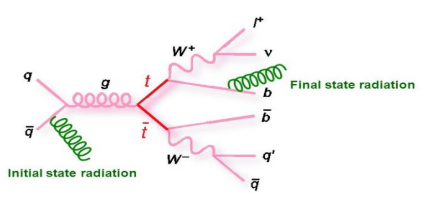 l+
W+
ν
q
g
t
b
Final state radiation
q̄
t̄
b̄
W−
q'
Initial state radiation
q̄